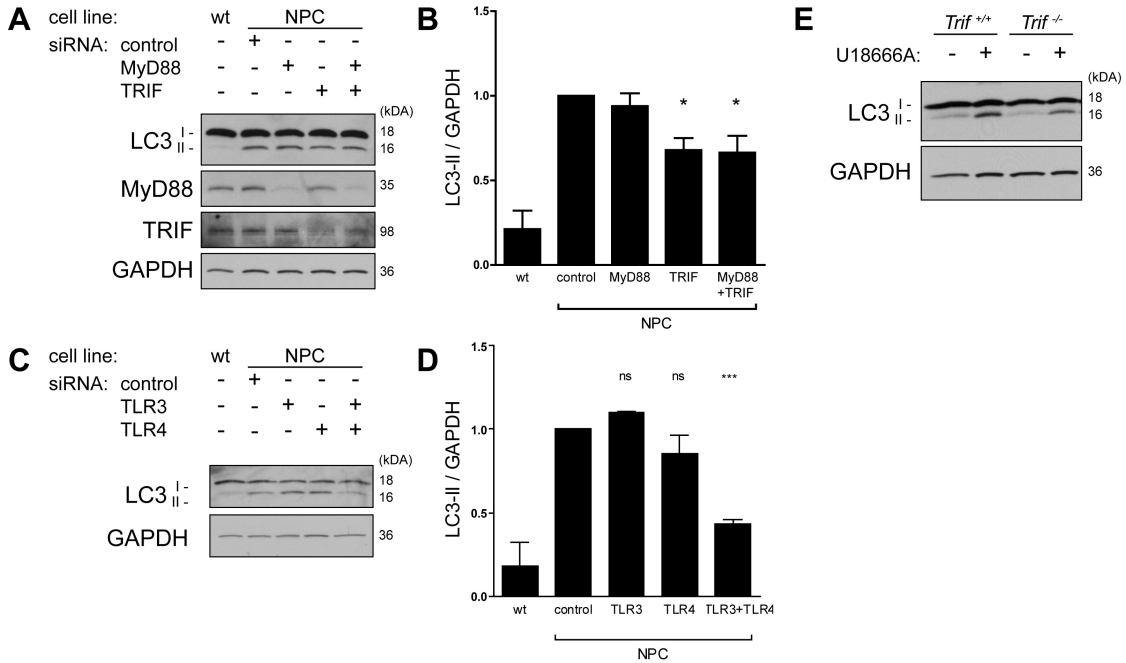 A
cell line: wt NPC
siRNA: control - + - - -
MyD88 - - + - +
TRIF - - - + +
(kDA)
LC3 I - 18
II - 16
MyD88 35
TRIF 98
GAPDH 36
B
1.5
1.0
0.5
0.0
LC3-II / GAPDH
* *
wt control MyD88 TRIF MyD88
+TRIF
NPC
C
cell line: wt NPC
siRNA: control - + - - -
TLR3 - - + - +
TLR4 - - - + +
(kDA)
LC3 I - 18
II - 16
GAPDH 36
D
1.5
1.0
0.5
0.0
LC3-II / GAPDH
ns ns ***
wt control TLR3 TLR4 TLR3+TLR4
NPC
E
Trif +/+ Trif -/-
U18666A: - + - +
(kDa)
LC3 I - 18
II - 16
GAPDH 36